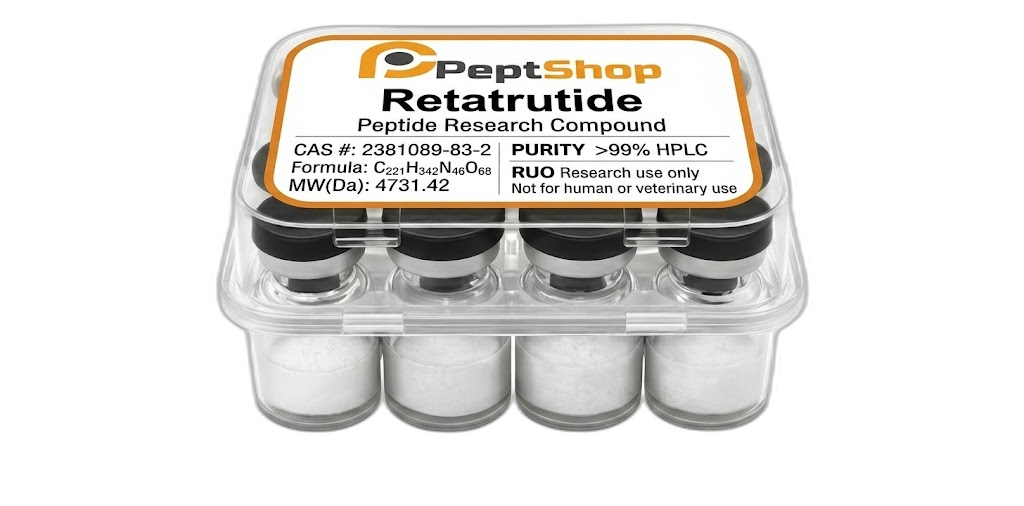 PeptShop
Retatrutide
Peptide Research Compound
CAS #: 2381089-83-2
Formula: C₂₂₁H₃₄₂N₄₆O₆₈
MW(Da): 4731.42
PURITY >99% HPLC
RUO Research use only
Not for human or veterinary use